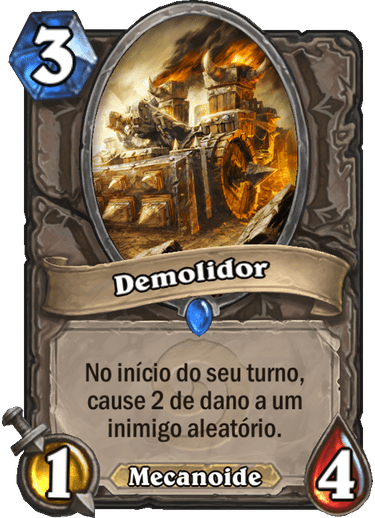 3
Demolidor
No início do seu turno,
cause 2 de dano a um
inimigo aleatório.
1
Mecanoide
4